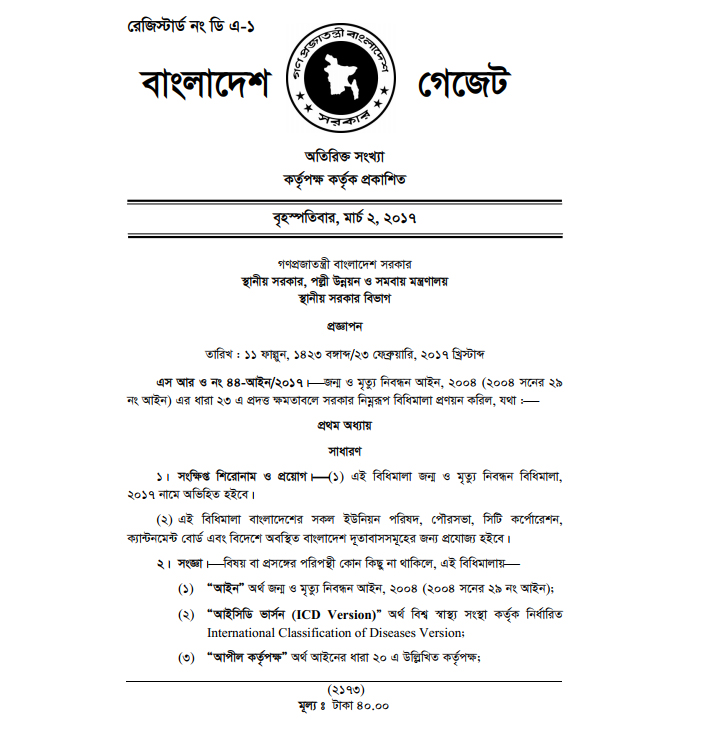 রেজিস্টার্ড নং ডি এ-১
বাংলাদেশ গেজেট
গণপ্রজাতন্ত্রী বাংলাদেশ
সরকার
অতিরিক্ত সংখ্যা
কর্তৃপক্ষ কর্তৃক প্রকাশিত
বৃহস্পতিবার, মার্চ ২, ২০১৭
গণপ্রজাতন্ত্রী বাংলাদেশ সরকার
স্থানীয় সরকার, পল্লী উন্নয়ন ও সমবায় মন্ত্রণালয়
স্থানীয় সরকার বিভাগ
প্রজ্ঞাপন
তারিখ : ১১ ফাল্গুন, ১৪২৩ বঙ্গাব্দ/২৩ ফেব্রুয়ারি, ২০১৭ খ্রিস্টাব্দ
এস আর ও নং ৪৪-আইন/২০১৭।—জন্ম ও মৃত্যু নিবন্ধন আইন, ২০০৪ (২০০৪ সনের ২৯
নং আইন) এর ধারা ২৩ এ প্রদত্ত ক্ষমতাবলে সরকার নিম্নরূপ বিধিমালা প্রণয়ন করিল, যথা :—
প্রথম অধ্যায়
সাধারণ
১। সংক্ষিপ্ত শিরোনাম ও প্রয়োগ।—(১) এই বিধিমালা জন্ম ও মৃত্যু নিবন্ধন বিধিমালা,
২০১৭ নামে অভিহিত হইবে।
(২) এই বিধিমালা বাংলাদেশের সকল ইউনিয়ন পরিষদ, পৌরসভা, সিটি কর্পোরেশন,
ক্যান্টনমেন্ট বোর্ড এবং বিদেশে অবস্থিত বাংলাদেশ দূতাবাসসমূহের জন্য প্রযোজ্য হইবে।
২। সংজ্ঞা।—বিষয় বা প্রসঙ্গের পরিপন্থী কোন কিছু না থাকিলে, এই বিধিমালায়—
(১) “আইন” অর্থ জন্ম ও মৃত্যু নিবন্ধন আইন, ২০০৪ (২০০৪ সনের ২৯ নং আইন);
(২) “আইসিডি ভার্সন (ICD Version)” অর্থ বিশ্ব স্বাস্থ্য সংস্থা কর্তৃক নির্ধারিত
International Classification of Diseases Version;
(৩) “আপীল কর্তৃপক্ষ” অর্থ আইনের ধারা ২০ এ উল্লিখিত কর্তৃপক্ষ;
(২১৭৩)
মূল্য ঃ টাকা ৪০.০০